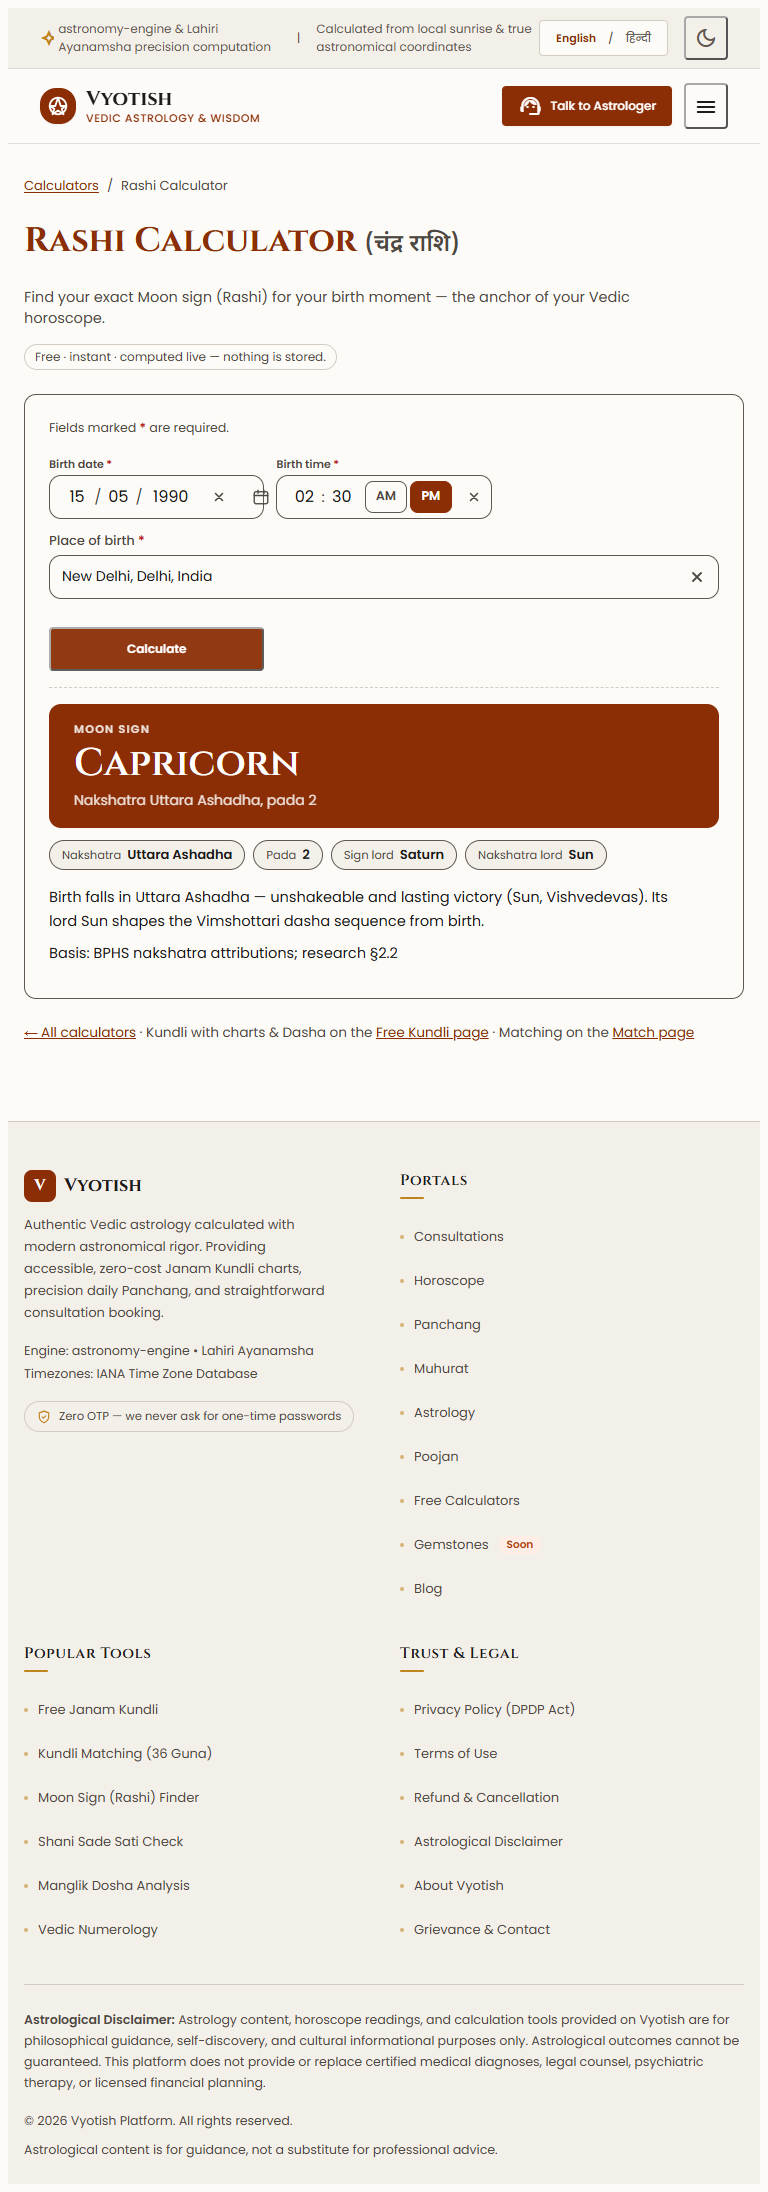 astronomy-engine & Lahiri
Ayanamsha precision computation
|
Calculated from local sunrise & true
astronomical coordinates
English / हिन्दी
Vyotish
VEDIC ASTROLOGY & WISDOM
Talk to Astrologer
Calculators / Rashi Calculator
Rashi Calculator (चंद्र राशि)
Find your exact Moon sign (Rashi) for your birth moment — the anchor of your Vedic
horoscope.
Free · instant · computed live — nothing is stored.
Fields marked * are required.
Birth date *
Birth time *
15 / 05 / 1990 ×
02 : 30 AM PM ×
Place of birth *
New Delhi, Delhi, India ×
Calculate
MOON SIGN
Capricorn
Nakshatra Uttara Ashadha, pada 2
Nakshatra Uttara Ashadha
Pada 2
Sign lord Saturn
Nakshatra lord Sun
Birth falls in Uttara Ashadha — unshakeable and lasting victory (Sun, Vishvedevas). Its
lord Sun shapes the Vimshottari dasha sequence from birth.
Basis: BPHS nakshatra attributions; research §2.2
← All calculators · Kundli with charts & Dasha on the Free Kundli page · Matching on the Match page
V Vyotish
Authentic Vedic astrology calculated with
modern astronomical rigor. Providing
accessible, zero-cost Janam Kundli charts,
precision daily Panchang, and straightforward
consultation booking.
Engine: astronomy-engine • Lahiri Ayanamsha
Timezones: IANA Time Zone Database
Zero OTP — we never ask for one-time passwords
Portals
Consultations
Horoscope
Panchang
Muhurat
Astrology
Poojan
Free Calculators
Gemstones Soon
Blog
Popular Tools
Free Janam Kundli
Kundli Matching (36 Guna)
Moon Sign (Rashi) Finder
Shani Sade Sati Check
Manglik Dosha Analysis
Vedic Numerology
Trust & Legal
Privacy Policy (DPDP Act)
Terms of Use
Refund & Cancellation
Astrological Disclaimer
About Vyotish
Grievance & Contact
Astrological Disclaimer: Astrology content, horoscope readings, and calculation tools provided on Vyotish are for
philosophical guidance, self-discovery, and cultural informational purposes only. Astrological outcomes cannot be
guaranteed. This platform does not provide or replace certified medical diagnoses, legal counsel, psychiatric
therapy, or licensed financial planning.
© 2026 Vyotish Platform. All rights reserved.
Astrological content is for guidance, not a substitute for professional advice.